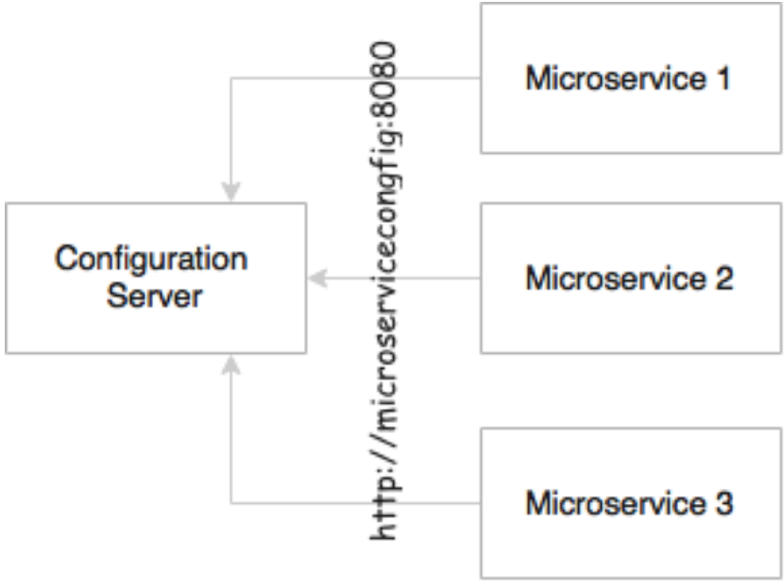 Microservice 1
http://microservicecongfig:8080
Configuration
Server
Microservice 2
Microservice 3